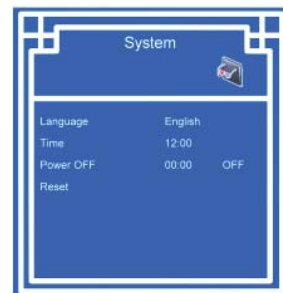 System
Language English
Time 12:00
Power OFF 00:00 OFF
Reset